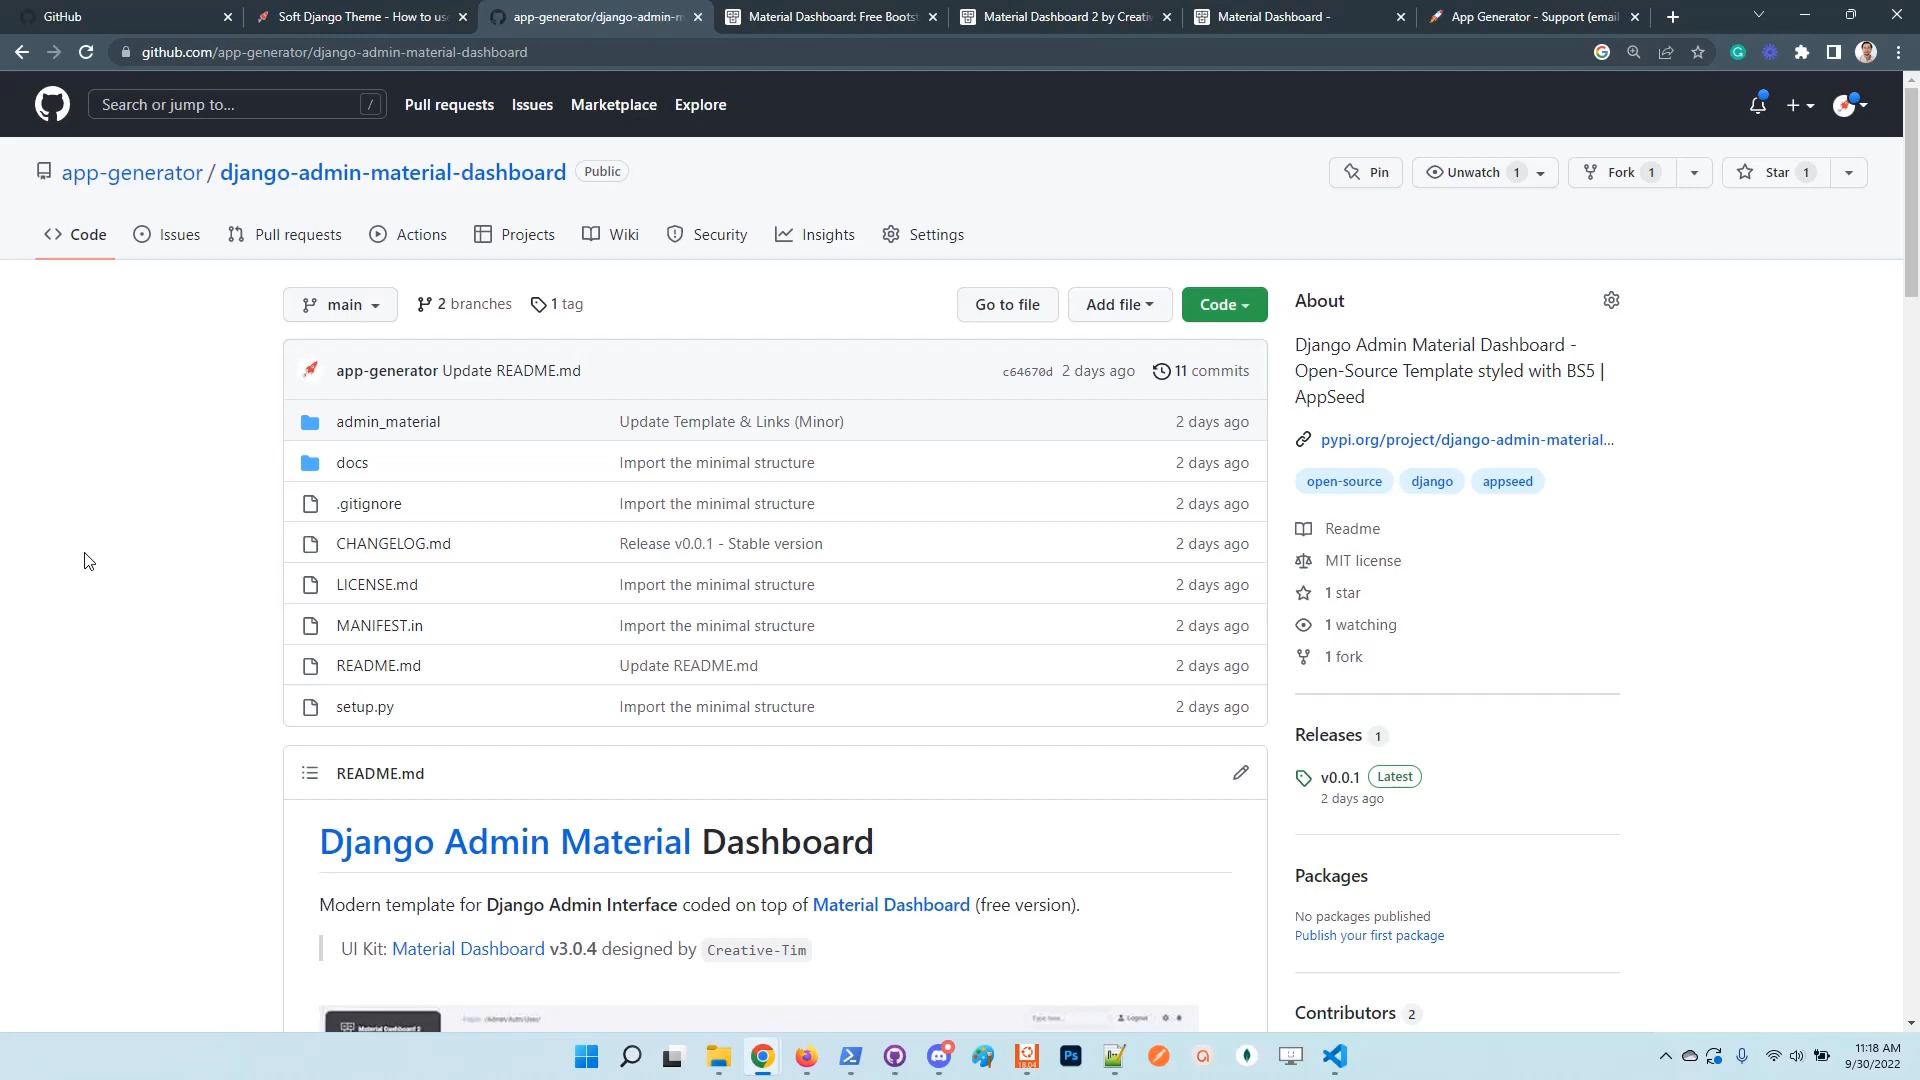 GitHub
Soft Django Theme - How to us
app-generator/django-admin-m
Material Dashboard: Free Boots
Material Dashboard 2 by Creativ
Material Dashboard -
App Generator - Support (email
github.com/app-generator/django-admin-material-dashboard
Search or jump to... /
Pull requests Issues Marketplace Explore
app-generator / django-admin-material-dashboard Public
Pin Unwatch 1 Fork 1 Star 1
Code Issues Pull requests Actions Projects Wiki Security Insights Settings
main 2 branches 1 tag Go to file Add file Code
app-generator Update README.md c64670d 2 days ago 11 commits
admin_material Update Template & Links (Minor) 2 days ago
docs Import the minimal structure 2 days ago
.gitignore Import the minimal structure 2 days ago
CHANGELOG.md Release v0.0.1 - Stable version 2 days ago
LICENSE.md Import the minimal structure 2 days ago
MANIFEST.in Import the minimal structure 2 days ago
README.md Update README.md 2 days ago
setup.py Import the minimal structure 2 days ago
README.md
Django Admin Material Dashboard
Modern template for Django Admin Interface coded on top of Material Dashboard (free version).
UI Kit: Material Dashboard v3.0.4 designed by Creative-Tim
Material Dashboard 2
Logout
About
Django Admin Material Dashboard -
Open-Source Template styled with BS5 |
AppSeed
pypi.org/project/django-admin-material...
open-source django appseed
Readme
MIT license
1 star
1 watching
1 fork
Releases 1
v0.0.1 Latest
2 days ago
Packages
No packages published
Publish your first package
Contributors 2
Ps
18.04
11:18 AM
9/30/2022